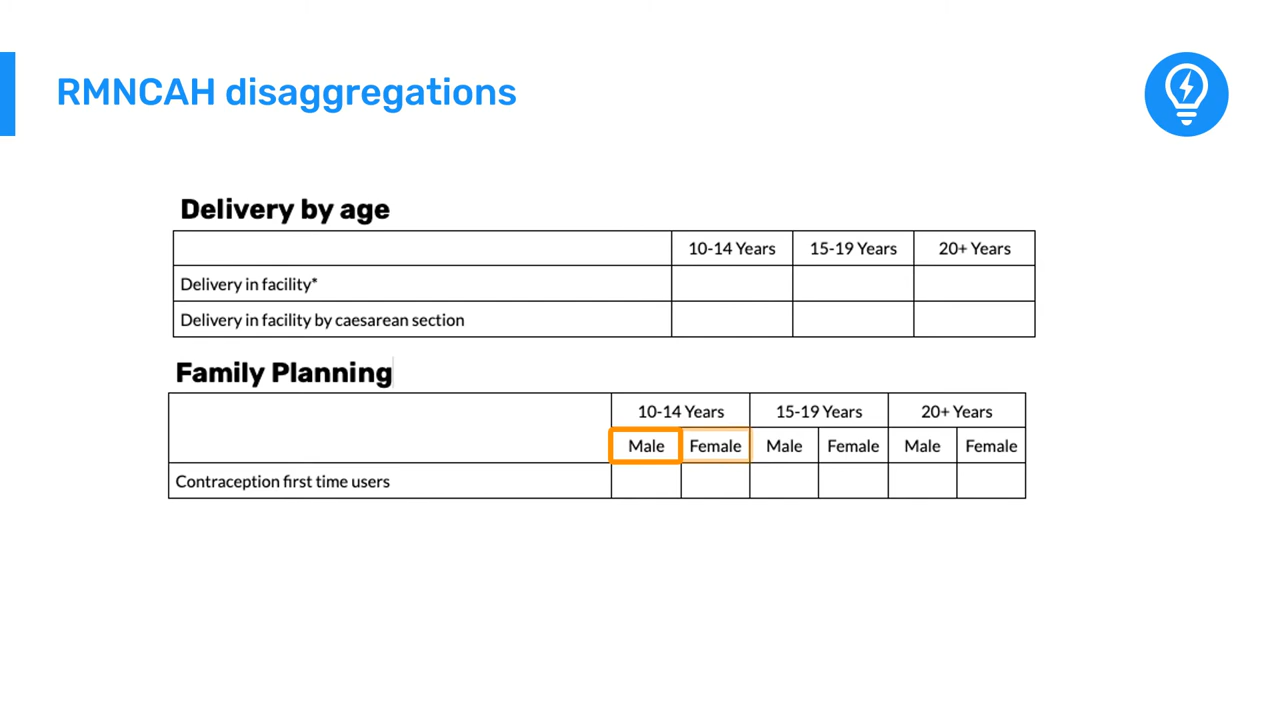 RMNCAH disaggregations
Delivery by age
10-14 Years 15-19 Years 20+ Years
Delivery in facility*
Delivery in facility by caesarean section
Family Planning
10-14 Years 15-19 Years 20+ Years
Male Female Male Female Male Female
Contraception first time users